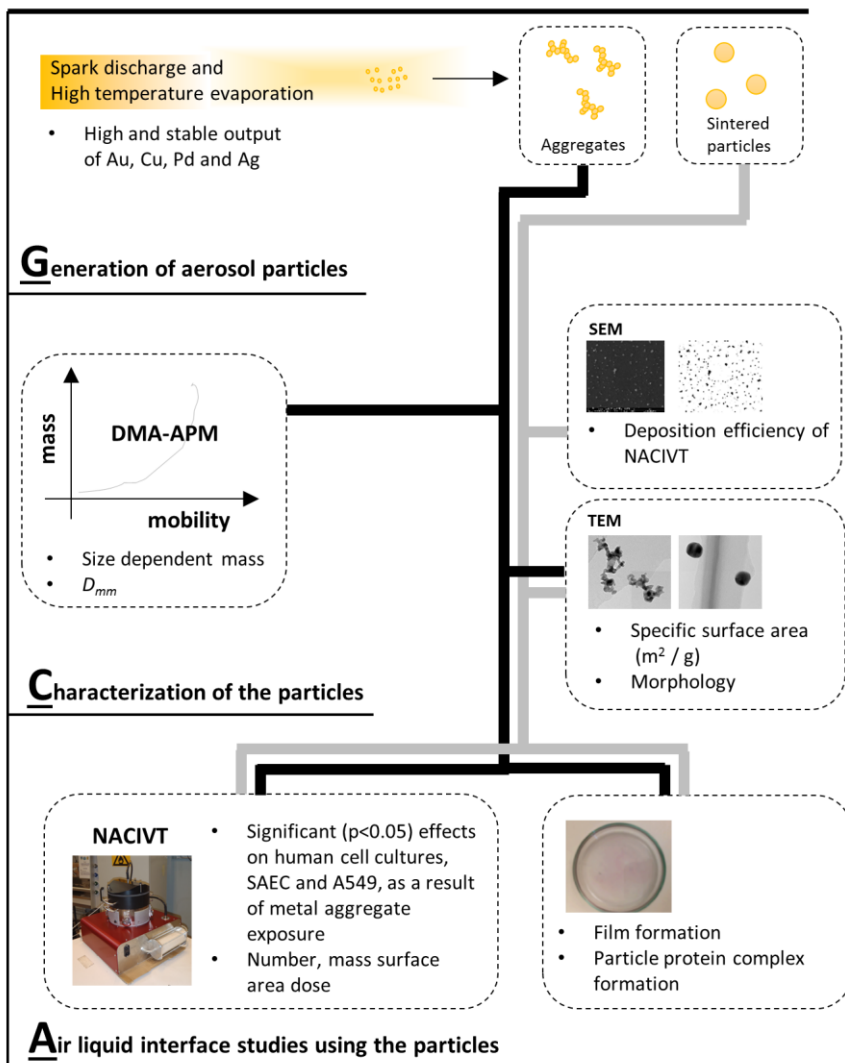 Spark discharge and
High temperature evaporation
• High and stable output
of Au, Cu, Pd and Ag
Aggregates
Sintered
particles
Generation of aerosol particles
mass
DMA-APM
mobility
• Size dependent mass
• Dmm
SEM
• Deposition efficiency of
NACIVT
TEM
• Specific surface area
(m² / g)
• Morphology
Characterization of the particles
NACIVT
• Significant (p<0.05) effects
on human cell cultures,
SAEC and A549, as a result
of metal aggregate
exposure
• Number, mass surface
area dose
• Film formation
• Particle protein complex
formation
Air liquid interface studies using the particles